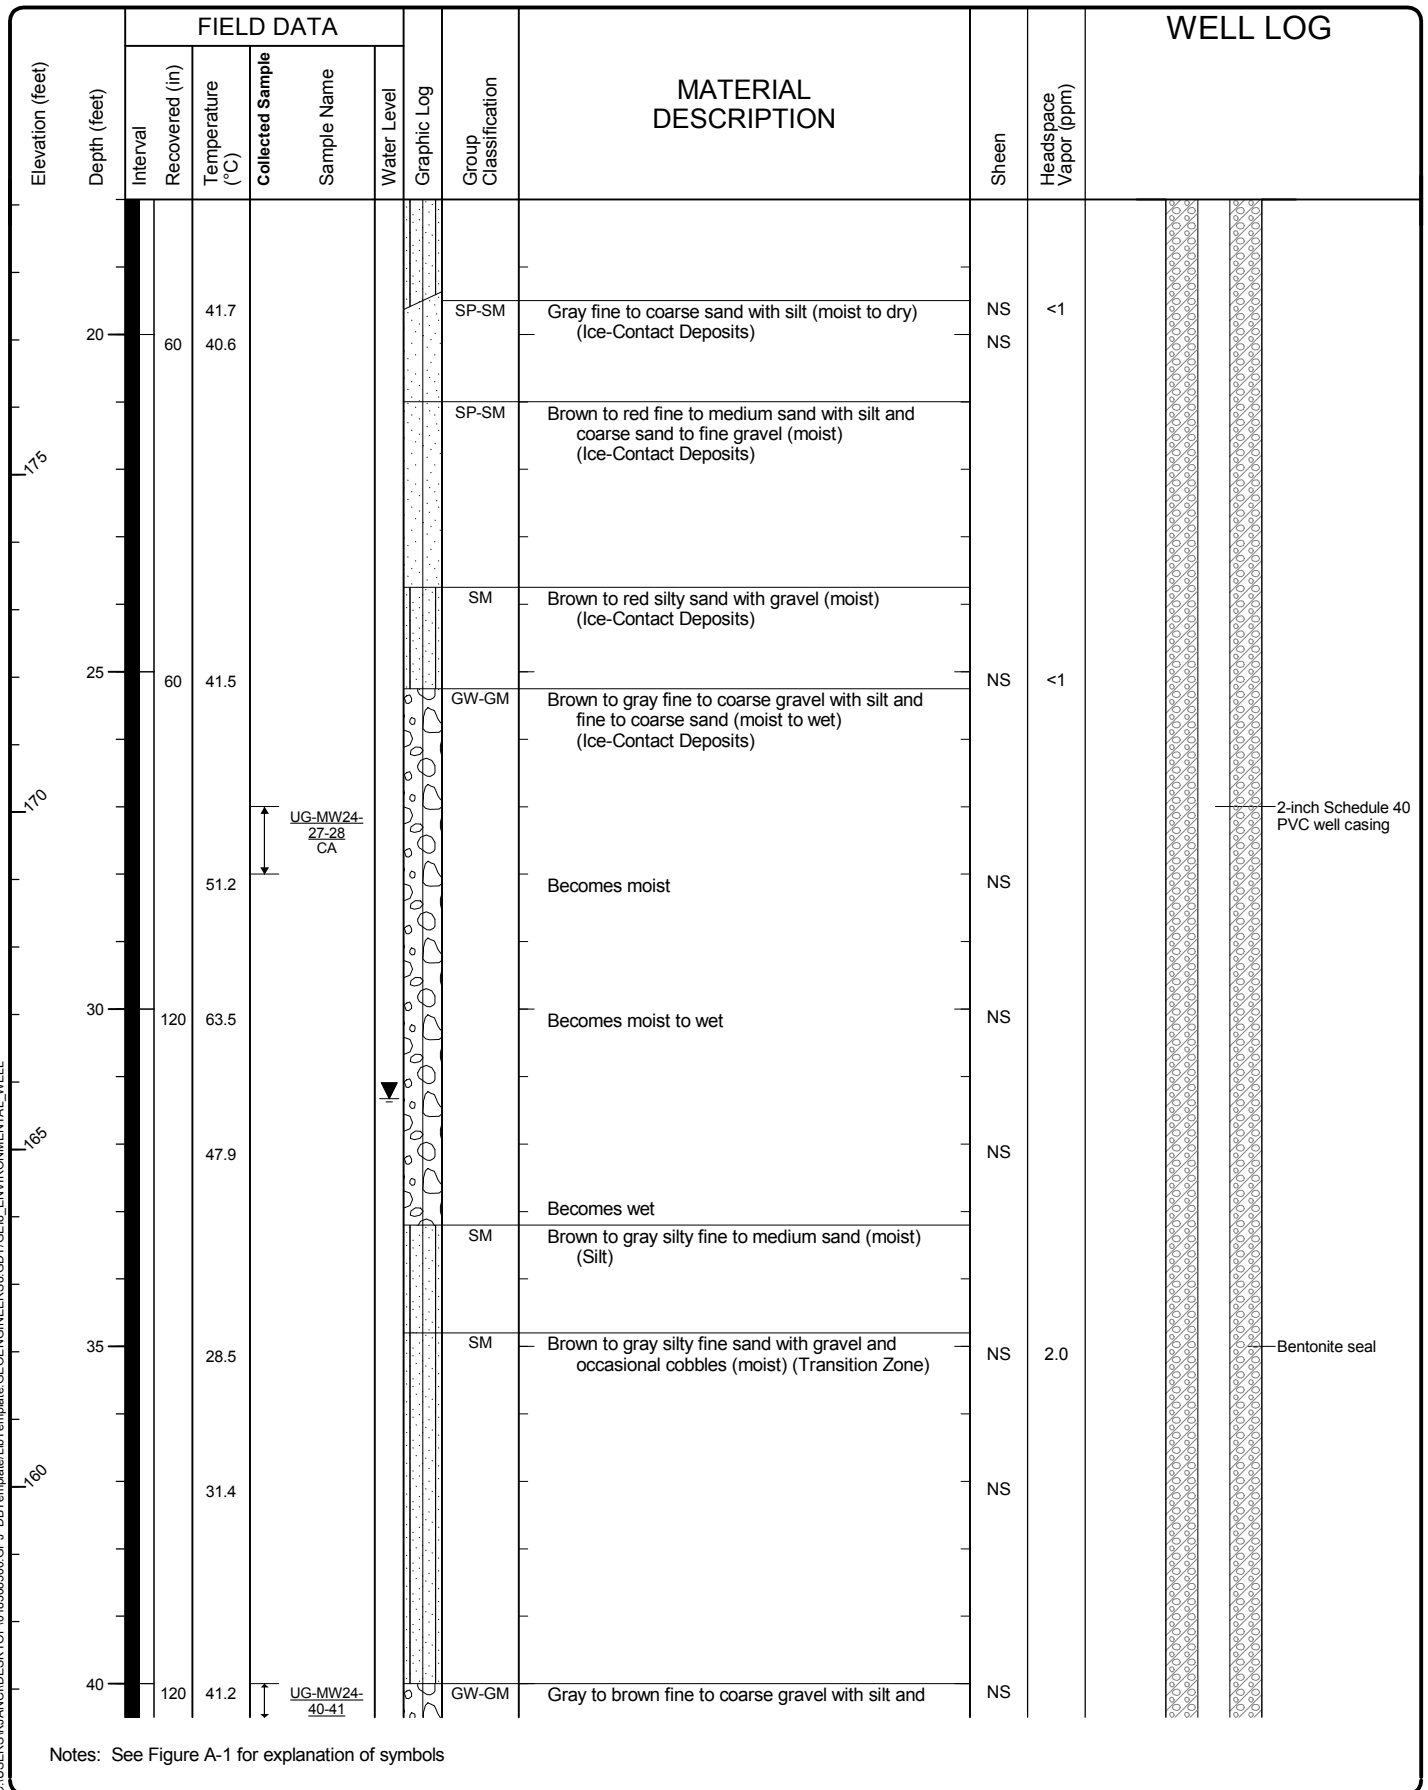 FIELD DATA
WELL LOG
Elevation (feet)
Depth (feet)
Interval
Recovered (in)
Temperature
(°C)
Collected Sample
Sample Name
Water Level
Graphic Log
Group
Classification
MATERIAL
DESCRIPTION
Sheen
Headspace
Vapor (ppm)
41.7
SP-SM
Gray fine to coarse sand with silt (moist to dry)
(Ice-Contact Deposits)
NS
<1
20
60
40.6
NS
SP-SM
Brown to red fine to medium sand with silt and
coarse sand to fine gravel (moist)
(Ice-Contact Deposits)
175
SM
Brown to red silty sand with gravel (moist)
(Ice-Contact Deposits)
25
60
41.5
NS
<1
GW-GM
Brown to gray fine to coarse gravel with silt and
fine to coarse sand (moist to wet)
(Ice-Contact Deposits)
170
UG-MW24-
27-28
CA
2-inch Schedule 40
PVC well casing
51.2
Becomes moist
NS
30
120
63.5
Becomes moist to wet
NS
165
47.9
NS
Becomes wet
SM
Brown to gray silty fine to medium sand (moist)
(Silt)
35
28.5
SM
Brown to gray silty fine sand with gravel and
occasional cobbles (moist) (Transition Zone)
NS
2.0
Bentonite seal
160
31.4
NS
40
120
41.2
UG-MW24-
40-41
GW-GM
Gray to brown fine to coarse gravel with silt and
NS
Notes: See Figure A-1 for explanation of symbols